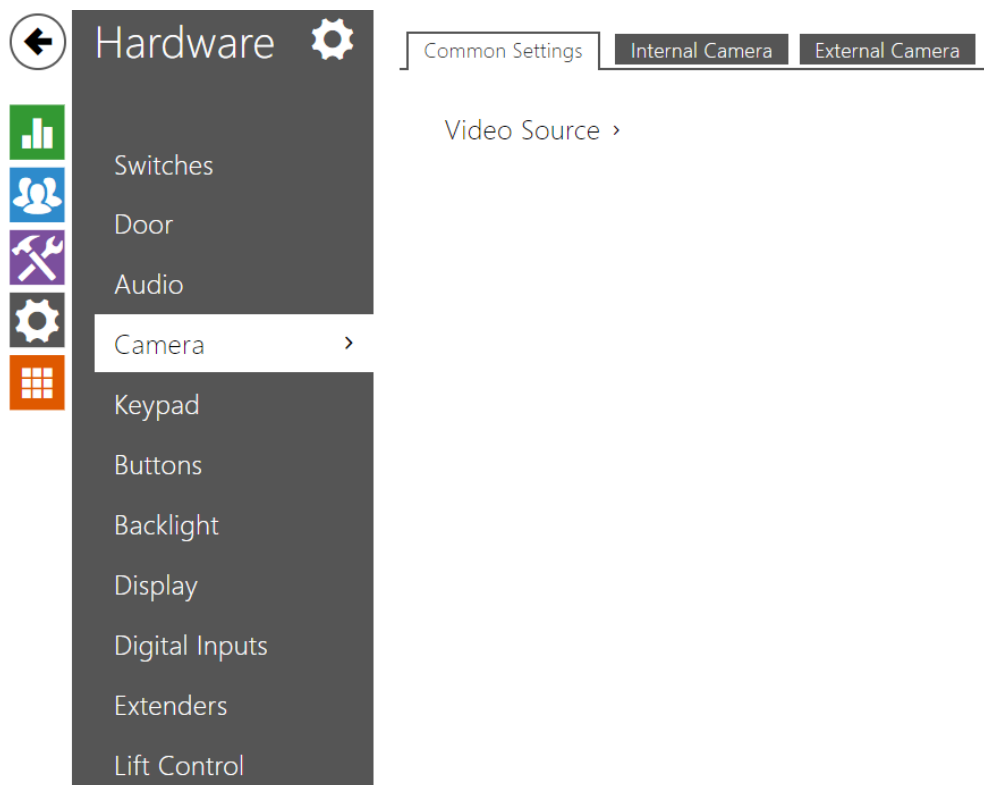 Hardware
Common Settings
Internal Camera
External Camera
Video Source ›
Switches
Door
Audio
Camera ›
Keypad
Buttons
Backlight
Display
Digital Inputs
Extenders
Lift Control